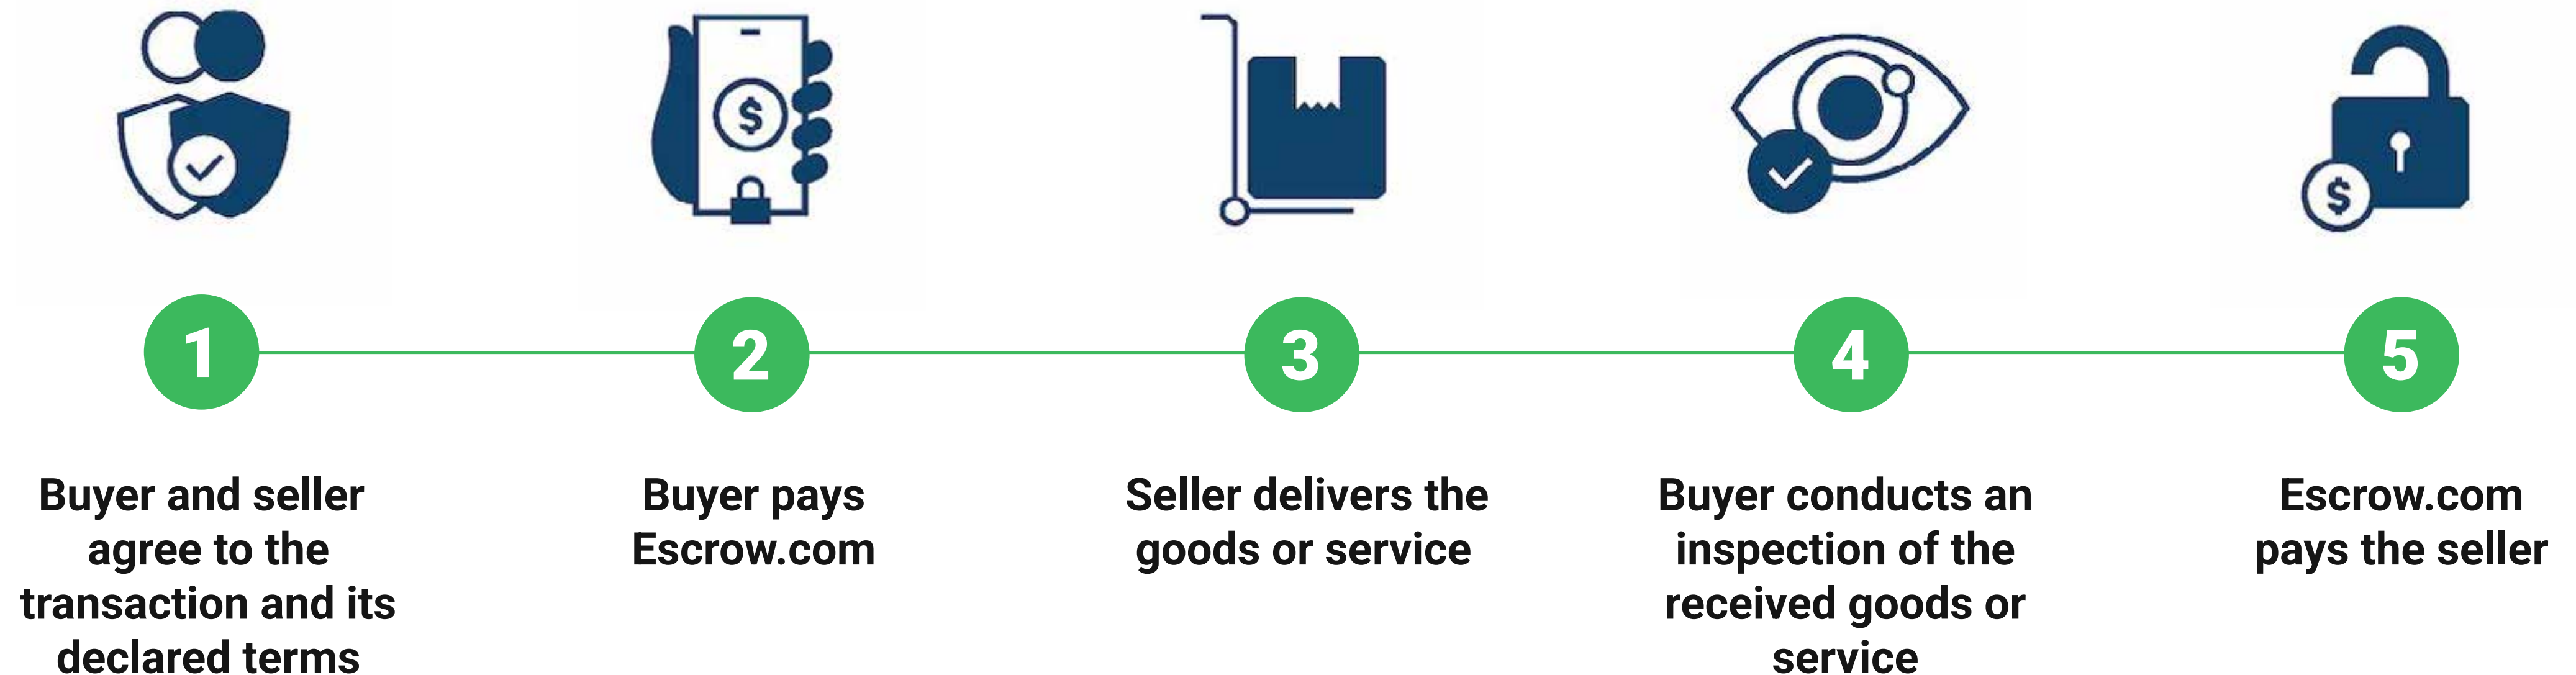 $
$
1
2
3
4
5
Buyer and seller
agree to the
transaction and its
declared terms
Buyer pays
Escrow.com
Seller delivers the
goods or service
Buyer conducts an
inspection of the
received goods or
service
Escrow.com
pays the seller